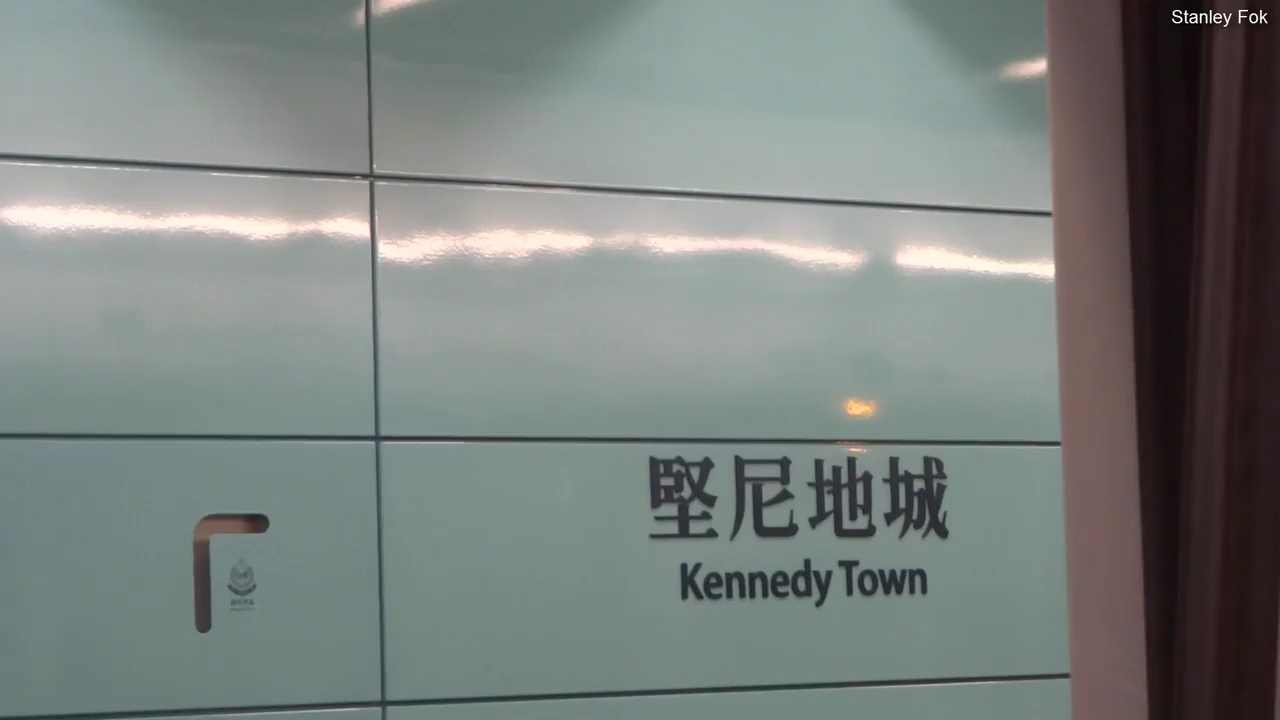 Stanley Fok
堅尼地城
Kennedy Town